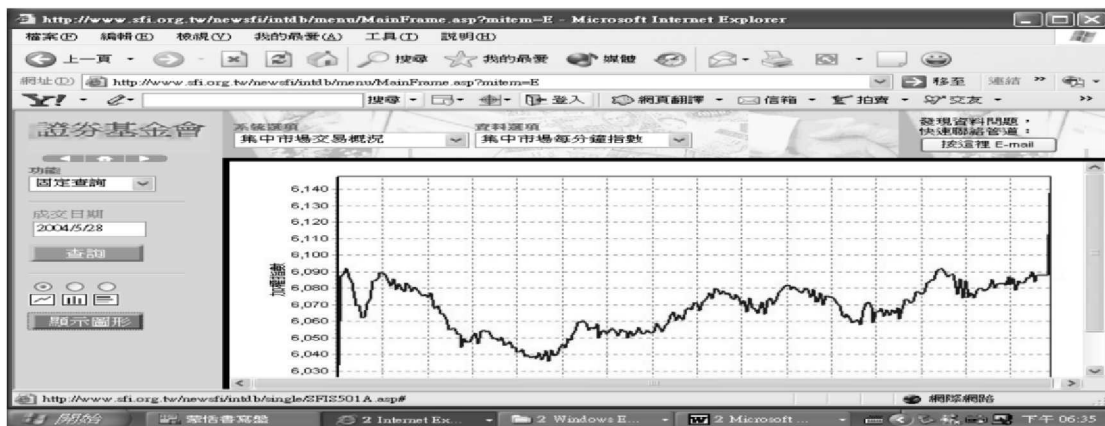 http://www.sfi.org.tw/newsfi/intdb/menu/MainFrame.asp?mitem=E - Microsoft Internet Explorer
檔案(F) 編輯(E) 檢視(V) 我的最愛(A) 工具(T) 說明(H)
上一頁 搜尋 我的最愛 媒體
網址(D) http://www.sfi.org.tw/newsfi/intdb/menu/MainFrame.asp?mitem=E 移至 連結 »
Y! 搜尋 登入 網頁翻譯 信箱 拍賣 交友 »
證券基金會
系統選項
集中市場交易概況
資料選項
集中市場每分鐘指數
發現資料問題,
快速聯絡管道:
按這裡 E-mail
功能
固定查詢
成交日期
2004/5/28
查詢
顯示圖形
加權指數
6,140
6,130
6,120
6,110
6,100
6,090
6,080
6,070
6,060
6,050
6,040
6,030
http://www.sfi.org.tw/newsfi/intdb/single/SFIS501A.asp# 網際網路
開始 蒙恬書寫盤 2 Internet Ex... 2 Windows E... 2 Microsoft ... 下午 06:35